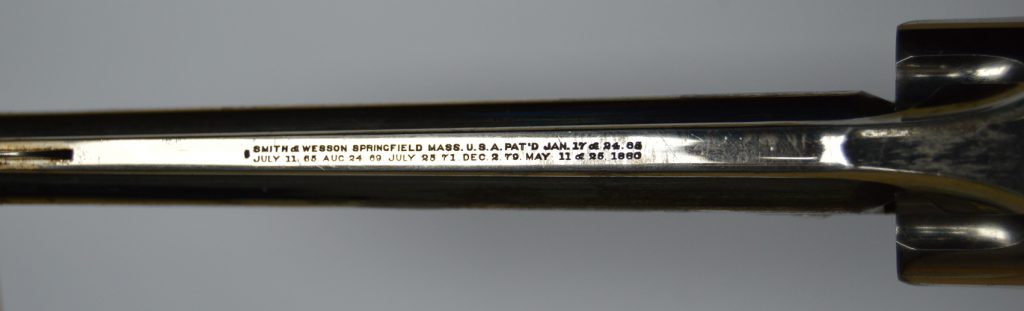 SMITH & WESSON SPRINGFIELD MASS. U.S.A. PAT'D JAN. 17 & 24. 65
JULY 11. 65 AUG 24 69 JULY 25 71 DEC. 2. 79. MAY 11 & 25. 1880